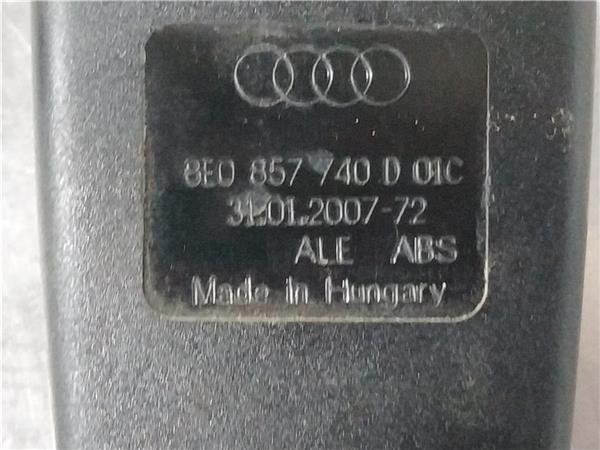 8E0 857 740 D 01C
31.01.2007-72
ALE ABS
Made in Hungary